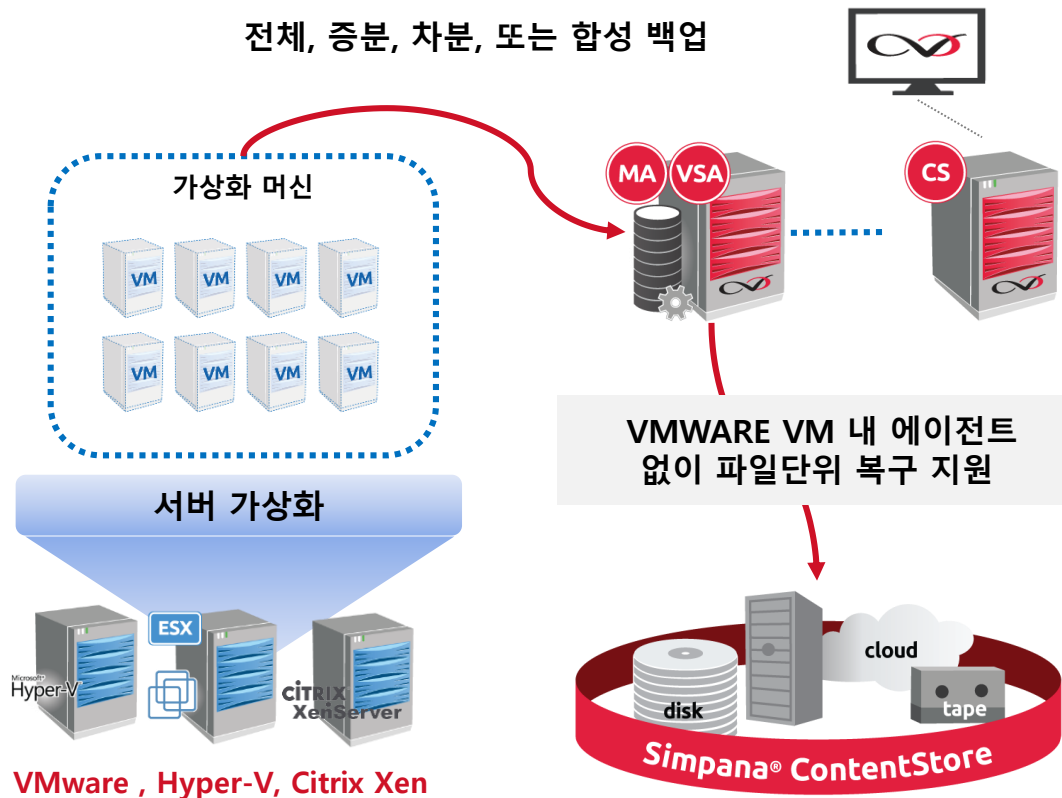 전체, 증분, 차분, 또는 합성 백업
가상화 머신
VM VM VM VM
VM VM VM VM
MA VSA
CS
VMWARE VM 내 에이전트
없이 파일단위 복구 지원
서버 가상화
Microsoft®
Hyper-V
ESX
CİTRIX
XenServer
VMware , Hyper-V, Citrix Xen
disk
cloud
tape
Simpana® ContentStore